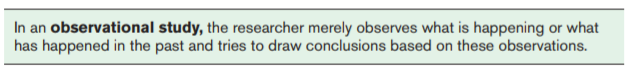 In an observational study, the researcher merely observes what is happening or what
has happened in the past and tries to draw conclusions based on these observations.